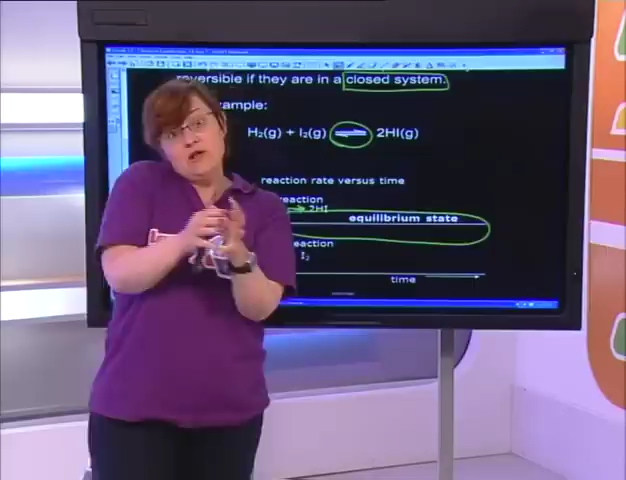 reversible if they are in a closed system.
ample:
H₂(g) + I₂(g) ⇌ 2HI(g)
reaction rate versus time
eaction
→ 2HI
equilibrium state
eaction
I₂
time